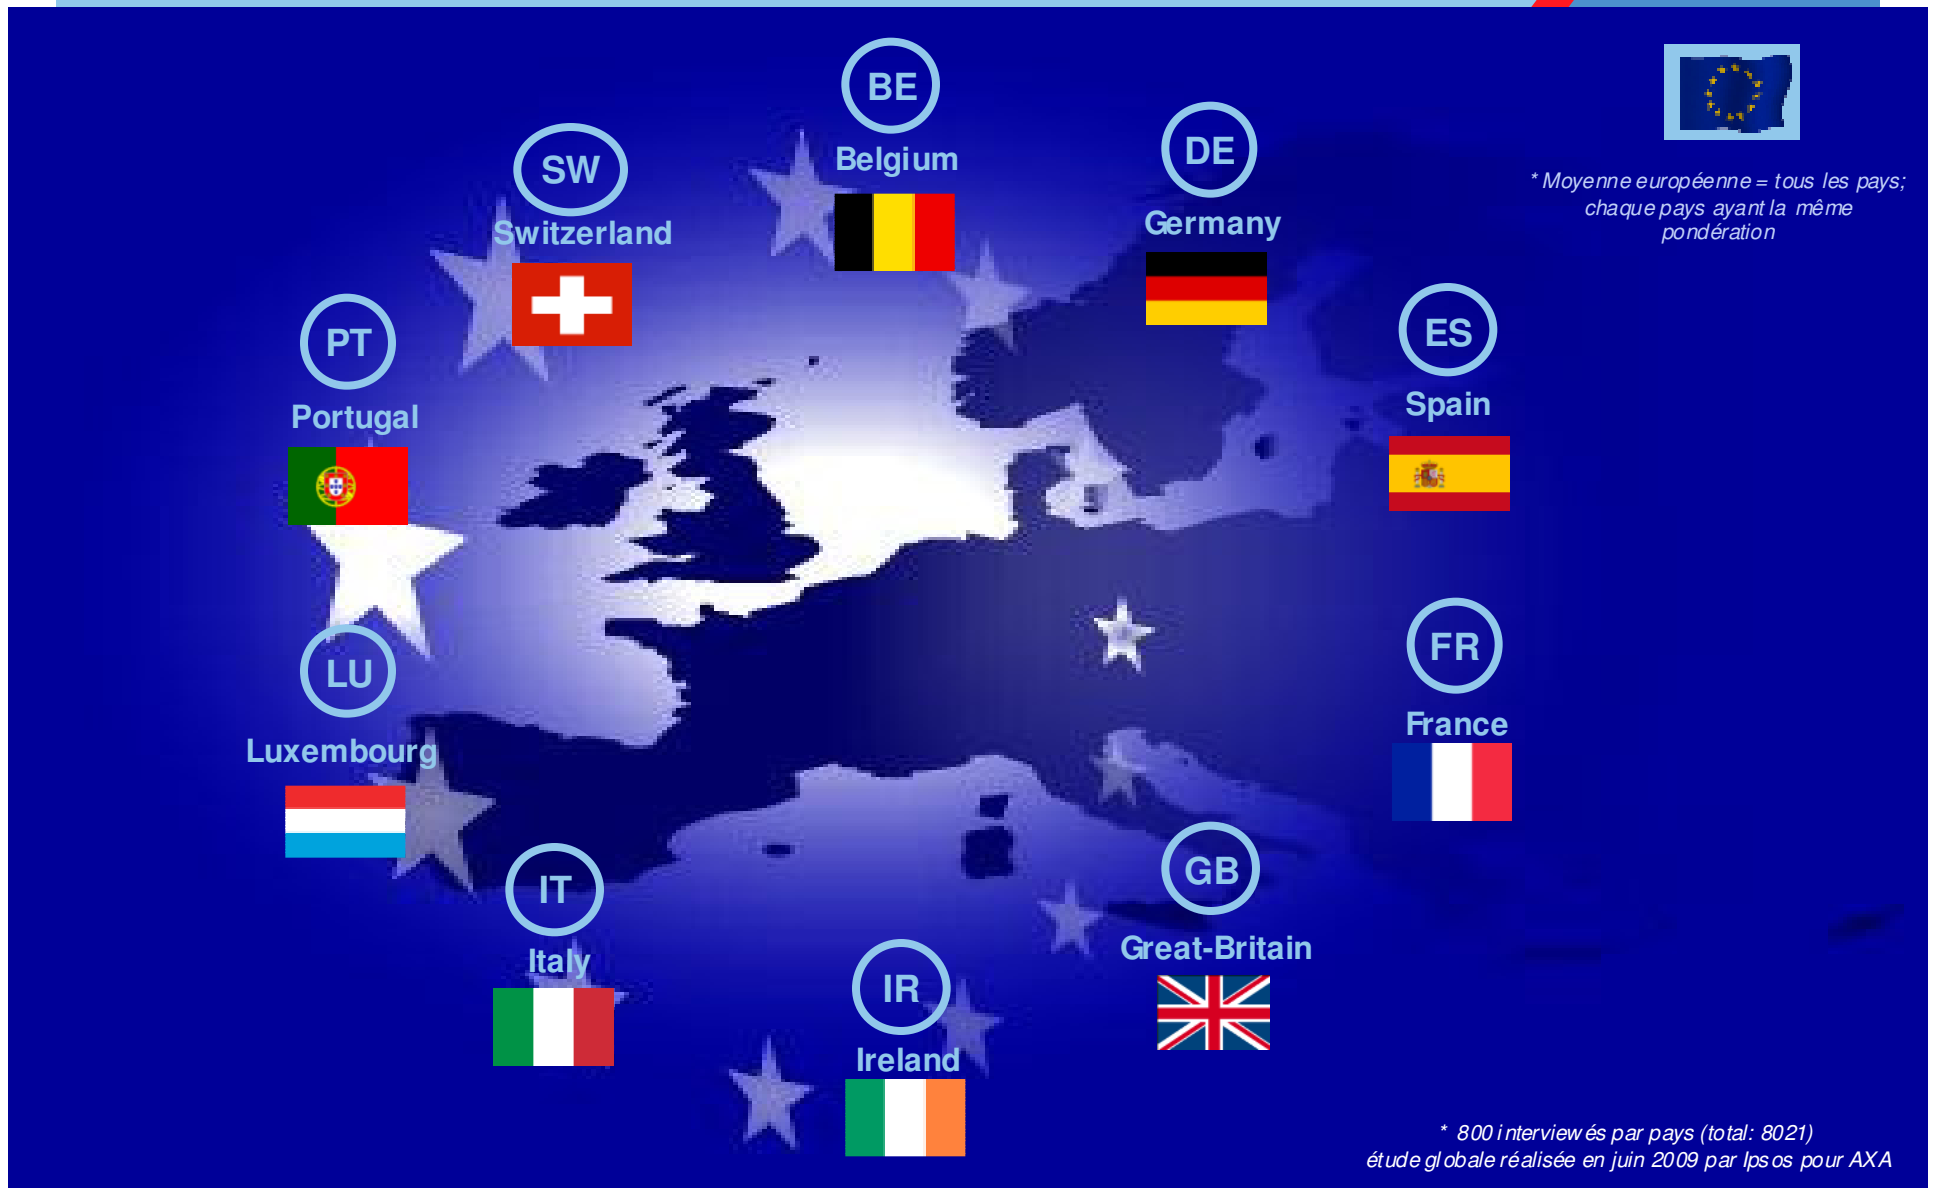 BE
Belgium
DE
Germany
* Moyenne européenne = tous les pays;
chaque pays ayant la même
pondération
SW
Switzerland
PT
Portugal
ES
Spain
LU
Luxembourg
FR
France
IT
Italy
GB
Great-Britain
IR
Ireland
* 800 interviewés par pays (total: 8021)
étude globale réalisée en juin 2009 par Ipsos pour AXA